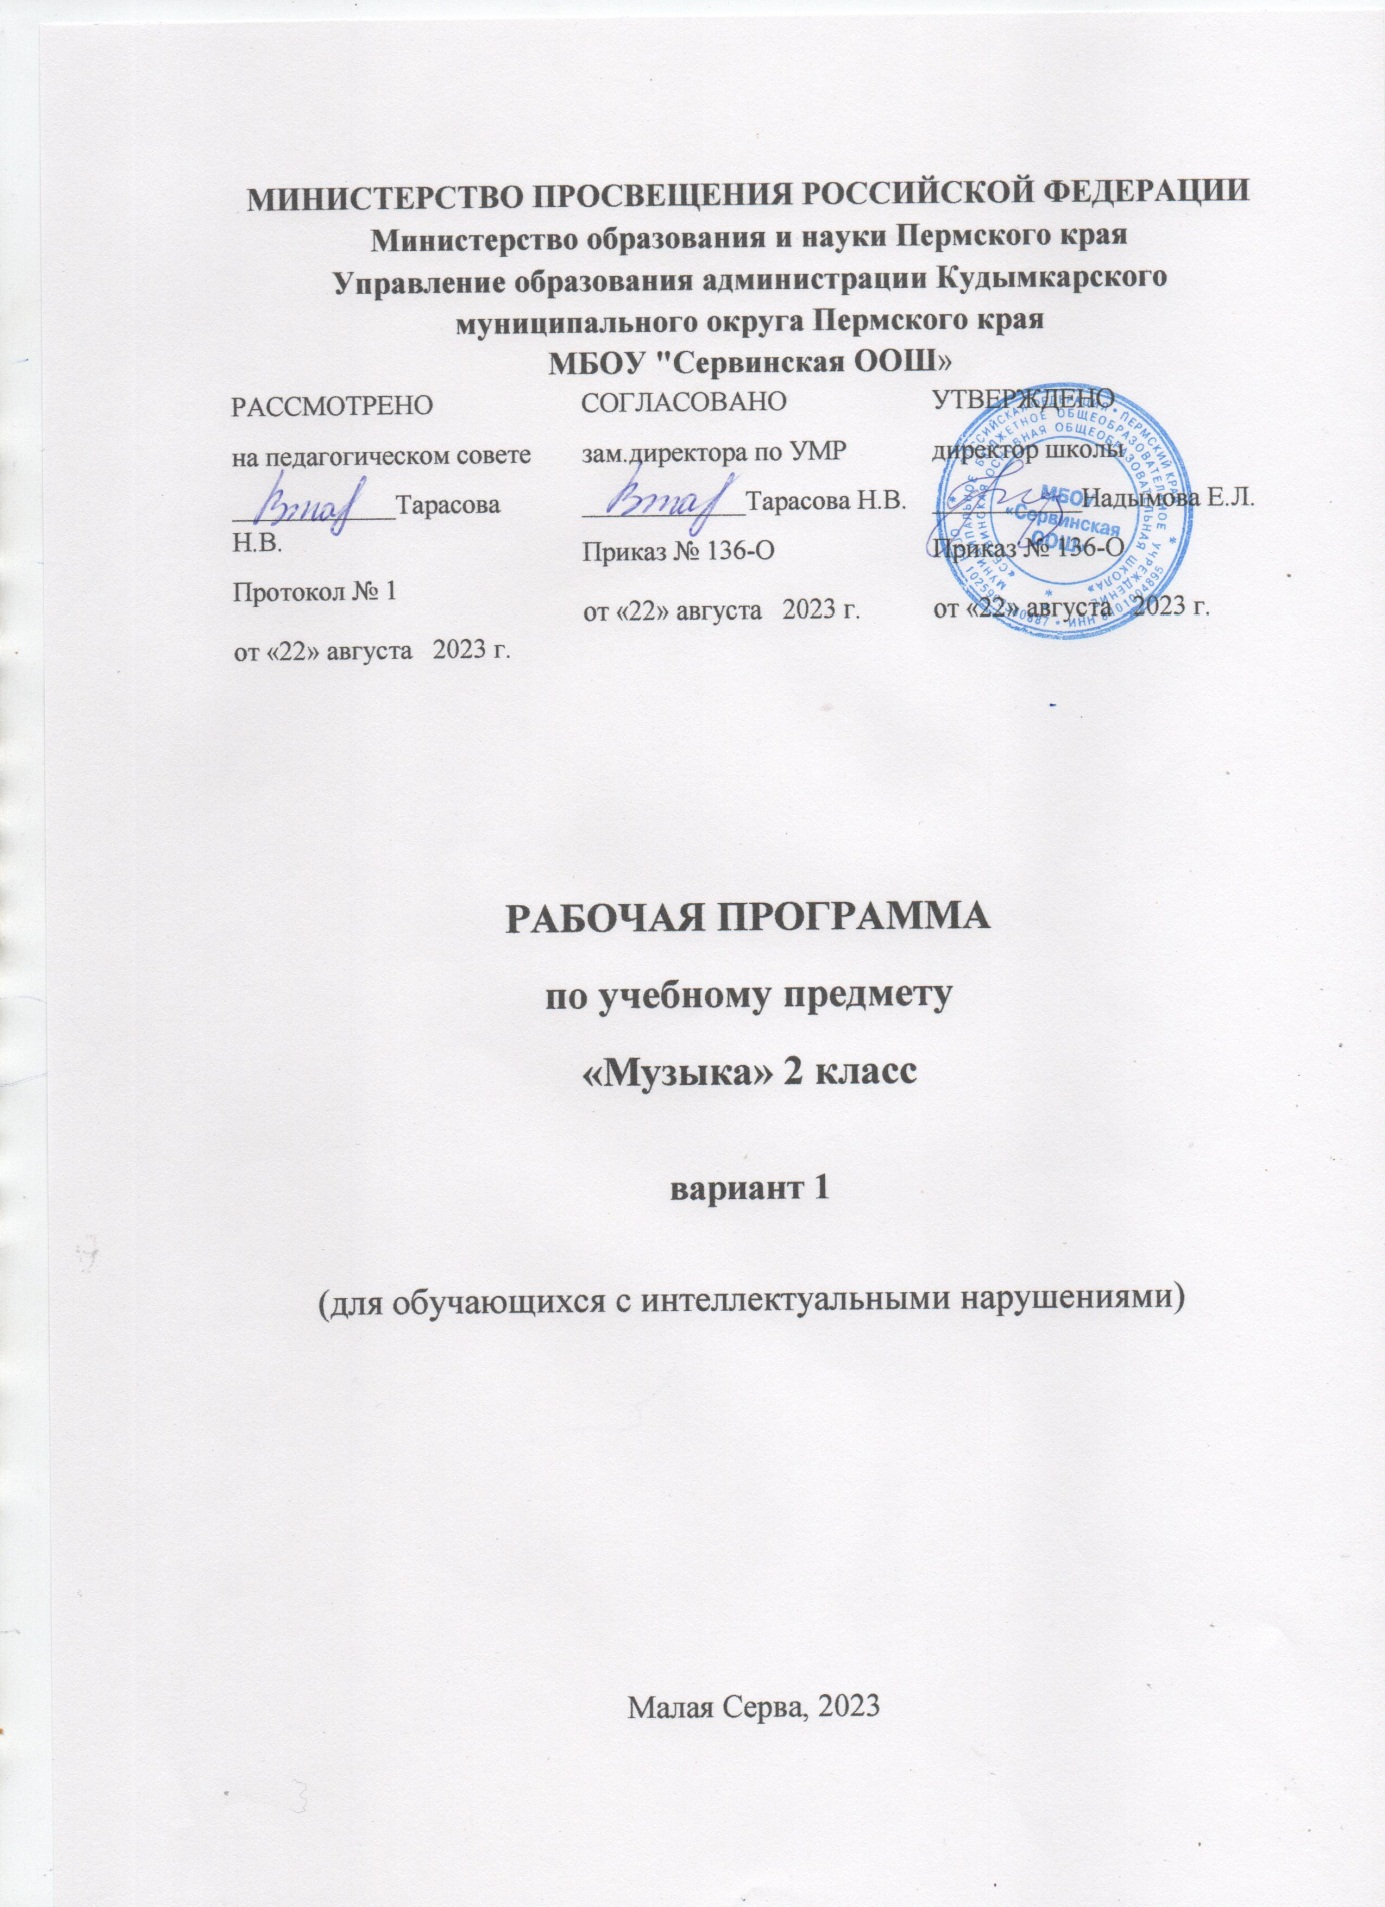 МИНИСТЕРСТВО ПРОСВЕЩЕНИЯ РОССИЙСКОЙ ФЕДЕРАЦИИ
Министерство образования и науки Пермского края
Управление образования администрации Кудымкарского
муниципального округа Пермского края
МБОУ "Сервинская ООШ»
РАССМОТРЕНО
на педагогическом совете
____________Тарасова
Н.В.
Протокол № 1
от «22» августа 2023 г.
СОГЛАСОВАНО
зам.директора по УМР
____________Тарасова Н.В.
Приказ № 136-О
от «22» августа 2023 г.
УТВЕРЖДЕНО
директор школы
___________Надымова Е.Л.
Приказ № 136-О
от «22» августа 2023 г.
МБОУ
«Сервинская
ООШ»
РАБОЧАЯ ПРОГРАММА
по учебному предмету
«Музыка» 2 класс
вариант 1
(для обучающихся с интеллектуальными нарушениями)
Малая Серва, 2023